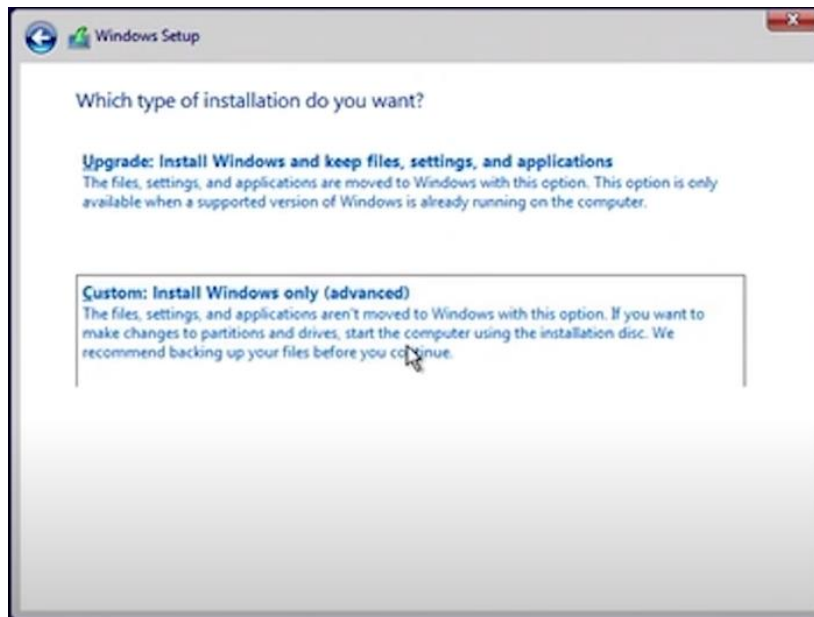 Windows Setup
Which type of installation do you want?
Upgrade: Install Windows and keep files, settings, and applications
The files, settings, and applications are moved to Windows with this option. This option is only
available when a supported version of Windows is already running on the computer.
Custom: Install Windows only (advanced)
The files, settings, and applications aren't moved to Windows with this option. If you want to
make changes to partitions and drives, start the computer using the installation disc. We
recommend backing up your files before you continue.